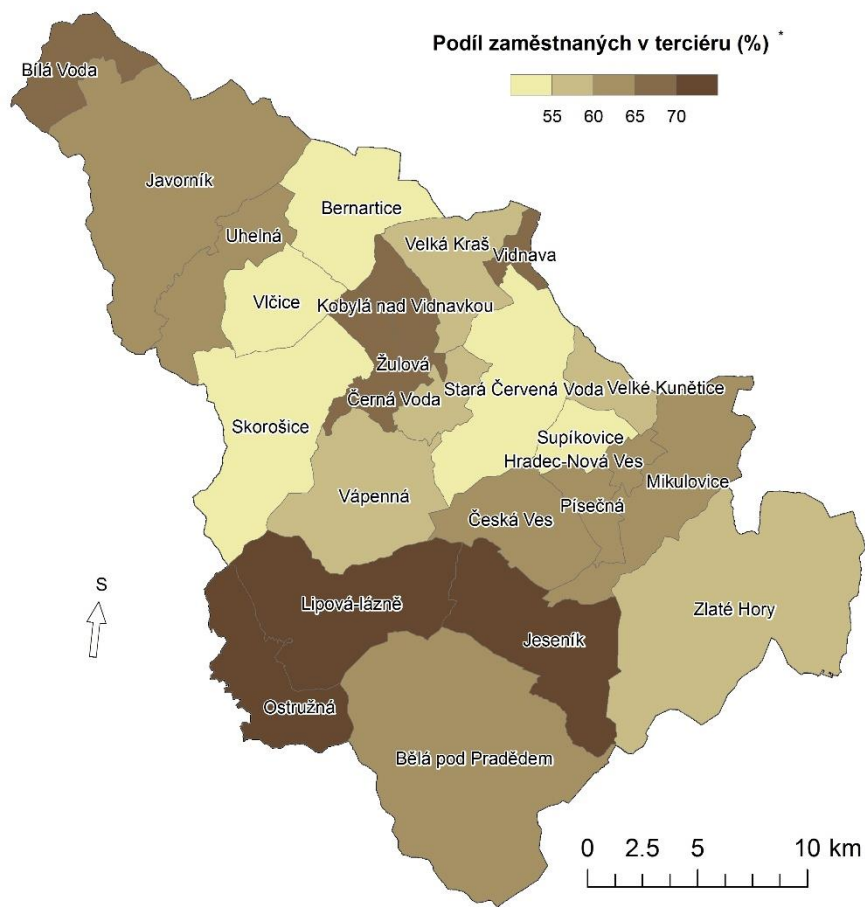 Podíl zaměstnaných v terciéru (%) *
55 60 65 70
Bílá Voda
Javorník
Bernartice
Uhelná
Velká Kraš
Vidnava
Vlčice
Kobylá nad Vidnavkou
Žulová
Černá Voda
Stará Červená Voda
Velké Kunětice
Skorošice
Supíkovice
Hradec-Nová Ves
Mikulovice
Vápenná
Písečná
Česká Ves
S
Lipová-lázně
Zlaté Hory
Jeseník
Ostružná
Bělá pod Pradědem
0 2.5 5 10 km